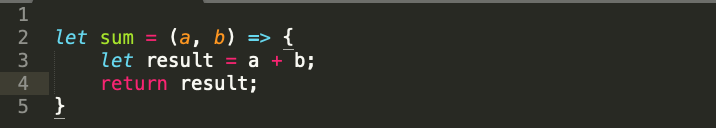 1
2 let sum = (a, b) => {
3     let result = a + b;
4     return result;
5 }